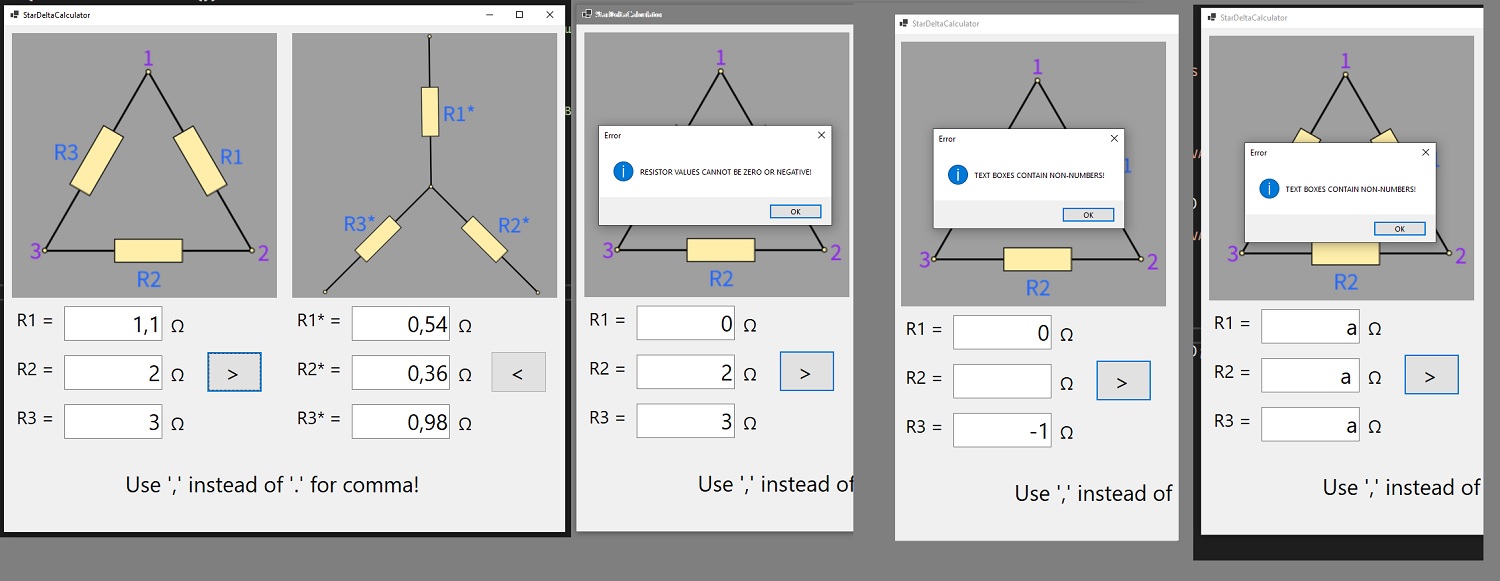 StarDeltaCalculator
1
R3
R1
3
2
R2
R1*
R3*
R2*
R1 =
1,1
Ω
R1* =
0,54
Ω
R2 =
2
Ω
>
R2* =
0,36
Ω
<
R3 =
3
Ω
R3* =
0,98
Ω
Use ',' instead of '.' for comma!
StarDeltaCalculator
1
Error
RESISTOR VALUES CANNOT BE ZERO OR NEGATIVE!
OK
3
2
R2
R1 =
0
Ω
R2 =
2
Ω
>
R3 =
3
Ω
Use ',' instead of
StarDeltaCalculator
1
Error
1
TEXT BOXES CONTAIN NON-NUMBERS!
OK
3
2
R2
R1 =
0
Ω
R2 =
Ω
>
R3 =
-1
Ω
Use ',' instead of
StarDeltaCalculator
1
Error
TEXT BOXES CONTAIN NON-NUMBERS!
OK
3
2
R2
R1 =
a
Ω
R2 =
a
Ω
>
R3 =
a
Ω
Use ',' instead of